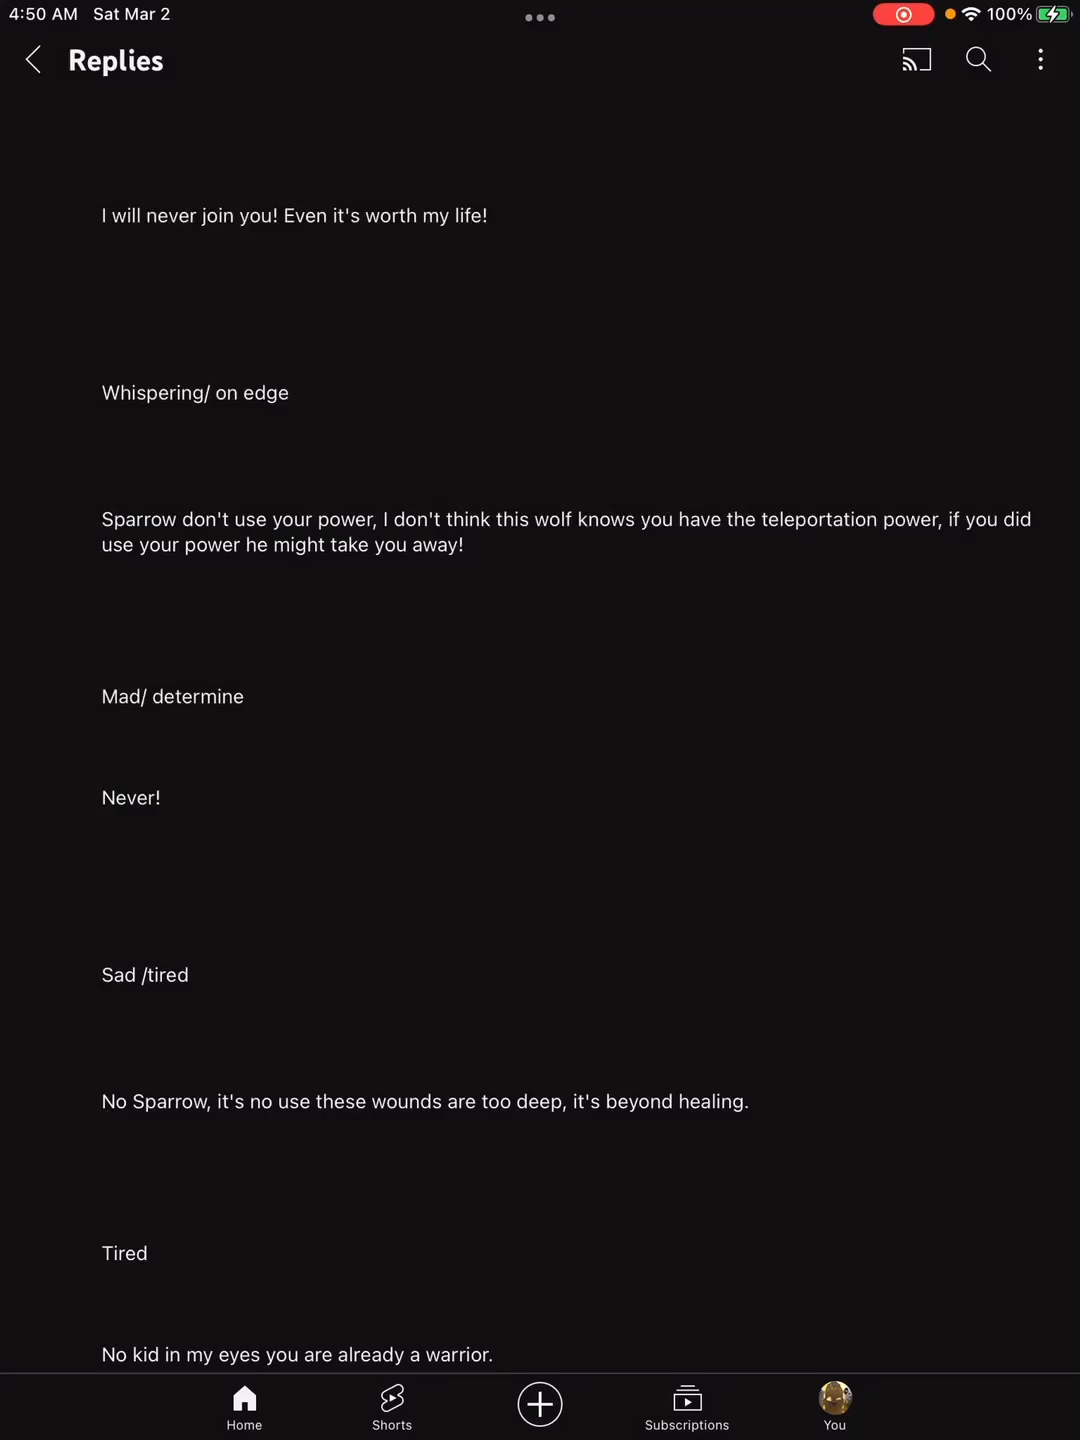 4:50 AM Sat Mar 2
100%
Replies
I will never join you! Even it's worth my life!
Whispering/ on edge
Sparrow don't use your power, I don't think this wolf knows you have the teleportation power, if you did
use your power he might take you away!
Mad/ determine
Never!
Sad /tired
No Sparrow, it's no use these wounds are too deep, it's beyond healing.
Tired
No kid in my eyes you are already a warrior.
Home Shorts Subscriptions You